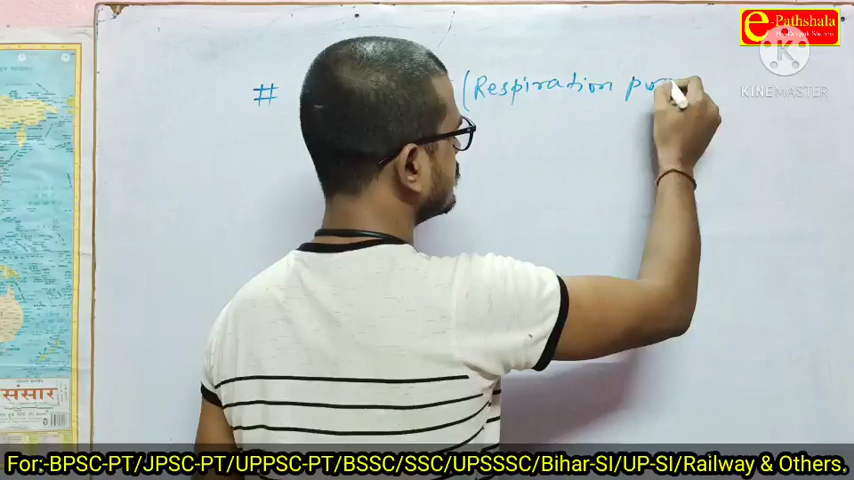 e-Pathshala
KINEMASTER
# (Respiration
संसार
For:-BPSC-PT/JPSC-PT/UPPSC-PT/BSSC/SSC/UPSSSC/Bihar-SI/UP-SI/Railway & Others.